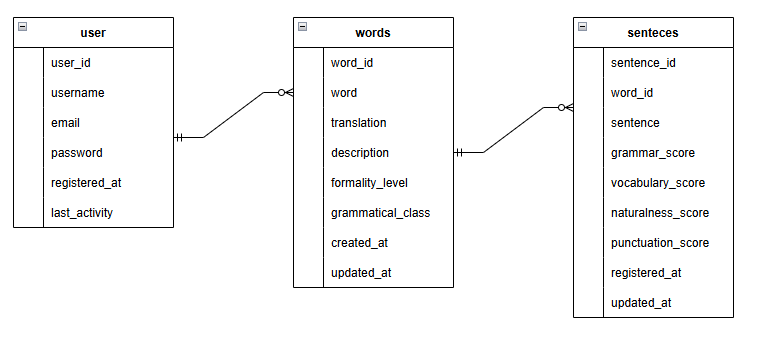 user
user_id
username
email
password
registered_at
last_activity
words
word_id
word
translation
description
formality_level
grammatical_class
created_at
updated_at
senteces
sentence_id
word_id
sentence
grammar_score
vocabulary_score
naturalness_score
punctuation_score
registered_at
updated_at